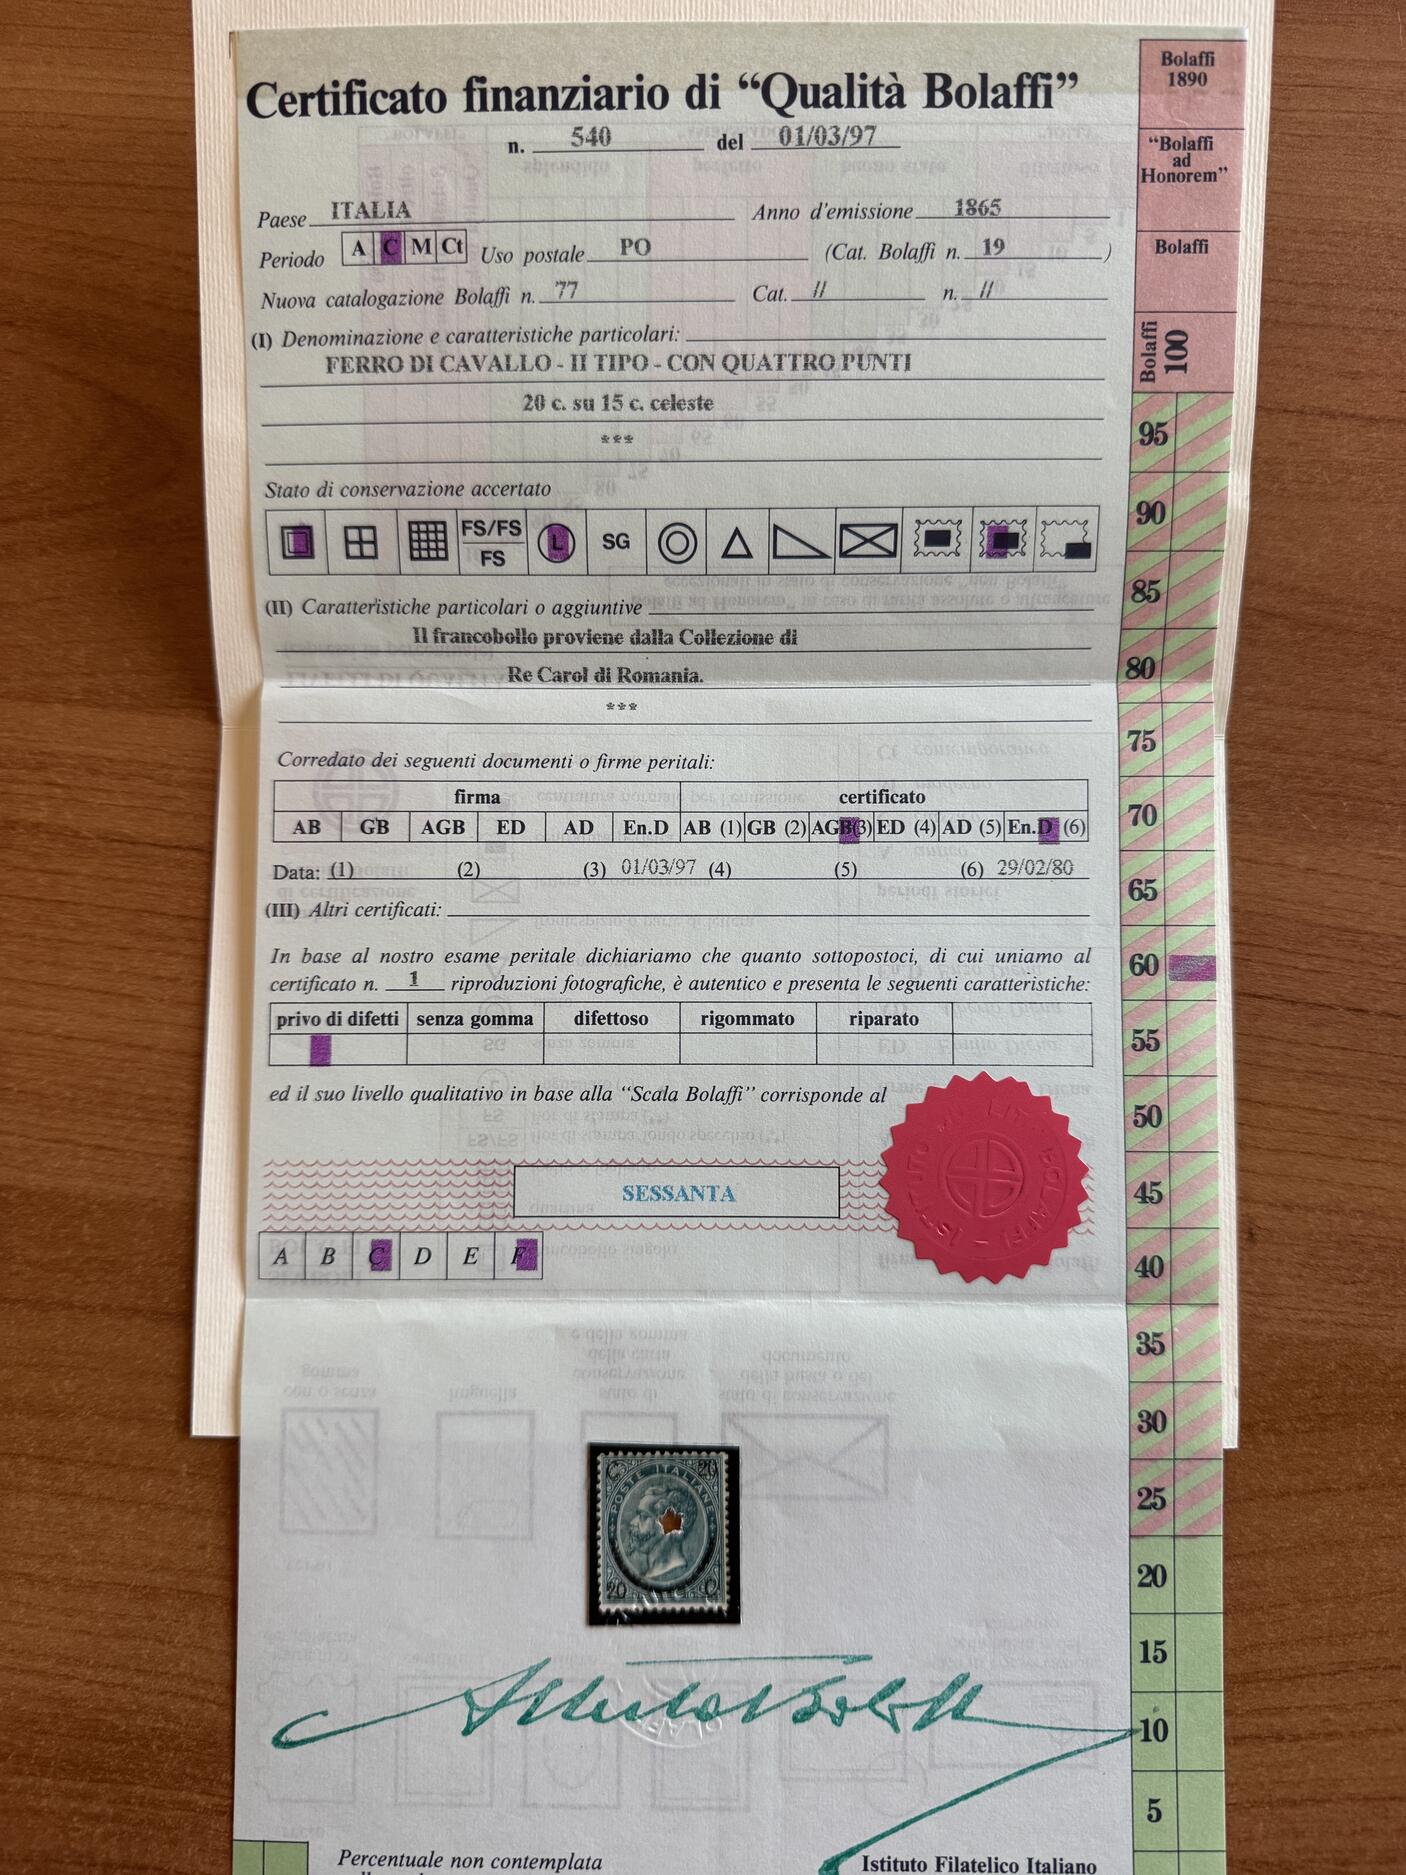 Certificato finanziario di “Qualità Bolaffi”
n. 540 del 01/03/97
Paese ITALIA Anno d'emissione 1865
Periodo A C M Ct Uso postale PO (Cat. Bolaffi n. 19 )
Nuova catalogazione Bolaffi n. 77 Cat. // n. //
(I) Denominazione e caratteristiche particolari:
FERRO DI CAVALLO - II TIPO - CON QUATTRO PUNTI
20 c. su 15 c. celeste
***
Stato di conservazione accertato
FS/FS
FS
L
SG
(II) Caratteristiche particolari o aggiuntive
Il francobollo proviene dalla Collezione di
Re Carol di Romania.
***
Corredato dei seguenti documenti o firme peritali:
firma certificato
AB GB AGB ED AD En.D AB (1) GB (2) AGB (3) ED (4) AD (5) En.D (6)
Data: (1) (2) (3) 01/03/97 (4) (5) (6) 29/02/80
(III) Altri certificati:
In base al nostro esame peritale dichiariamo che quanto sottopostoci, di cui uniamo al
certificato n. 1 riproduzioni fotografiche, è autentico e presenta le seguenti caratteristiche:
privo di difetti senza gomma difettoso rigommato riparato
ed il suo livello qualitativo in base alla “Scala Bolaffi” corrisponde al
SESSANTA
A B C D E F
C 20
POSTE ITALIANE
20 C
Percentuale non contemplata
Istituto Filatelico Italiano
Bolaffi
1890
“Bolaffi
ad
Honorem”
Bolaffi
Bolaffi
100
95
90
85
80
75
70
65
60
55
50
45
40
35
30
25
20
15
10
5